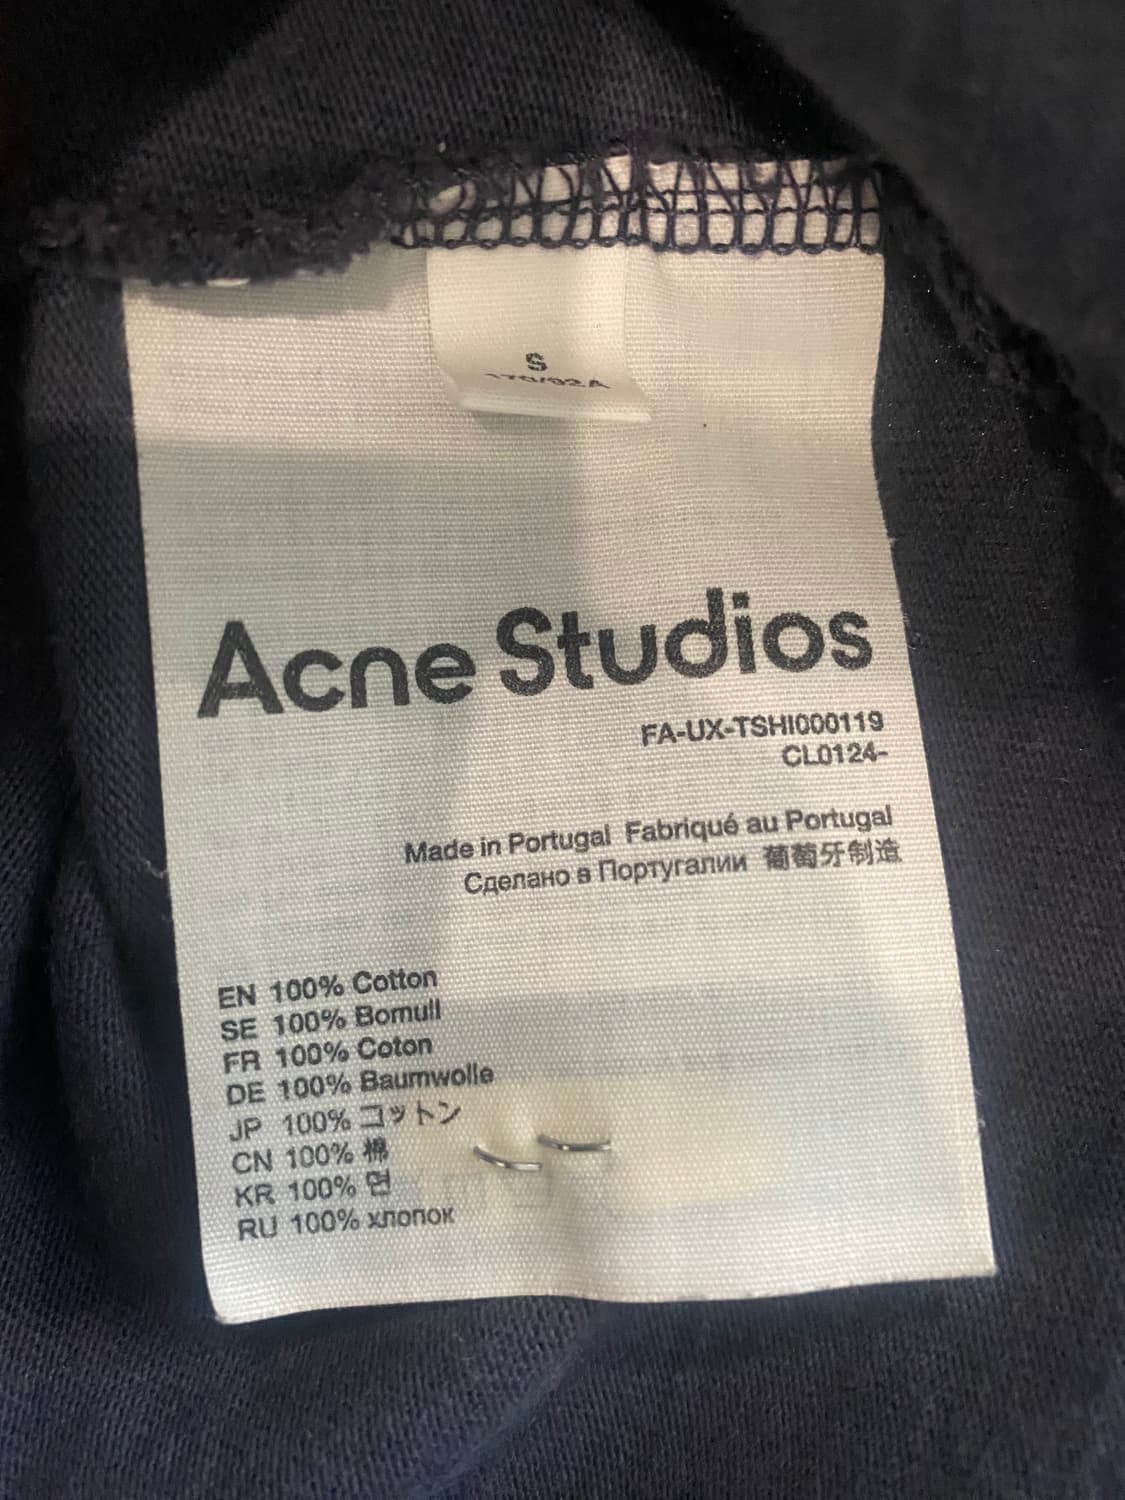 S
170/92A
Acne Studios
FA-UX-TSHI000119
CL0124-
Made in Portugal Fabriqué au Portugal
Сделано в Португалии 葡萄牙制造
EN 100% Cotton
SE 100% Bomull
FR 100% Coton
DE 100% Baumwolle
JP 100% コットン
CN 100% 棉
KR 100% 면
RU 100% хлопок